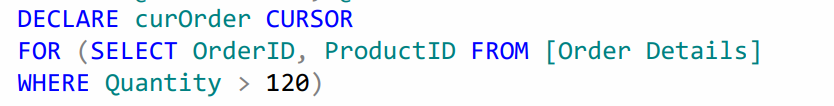 DECLARE curOrder CURSOR
FOR (SELECT OrderID, ProductID FROM [Order Details]
WHERE Quantity > 120)